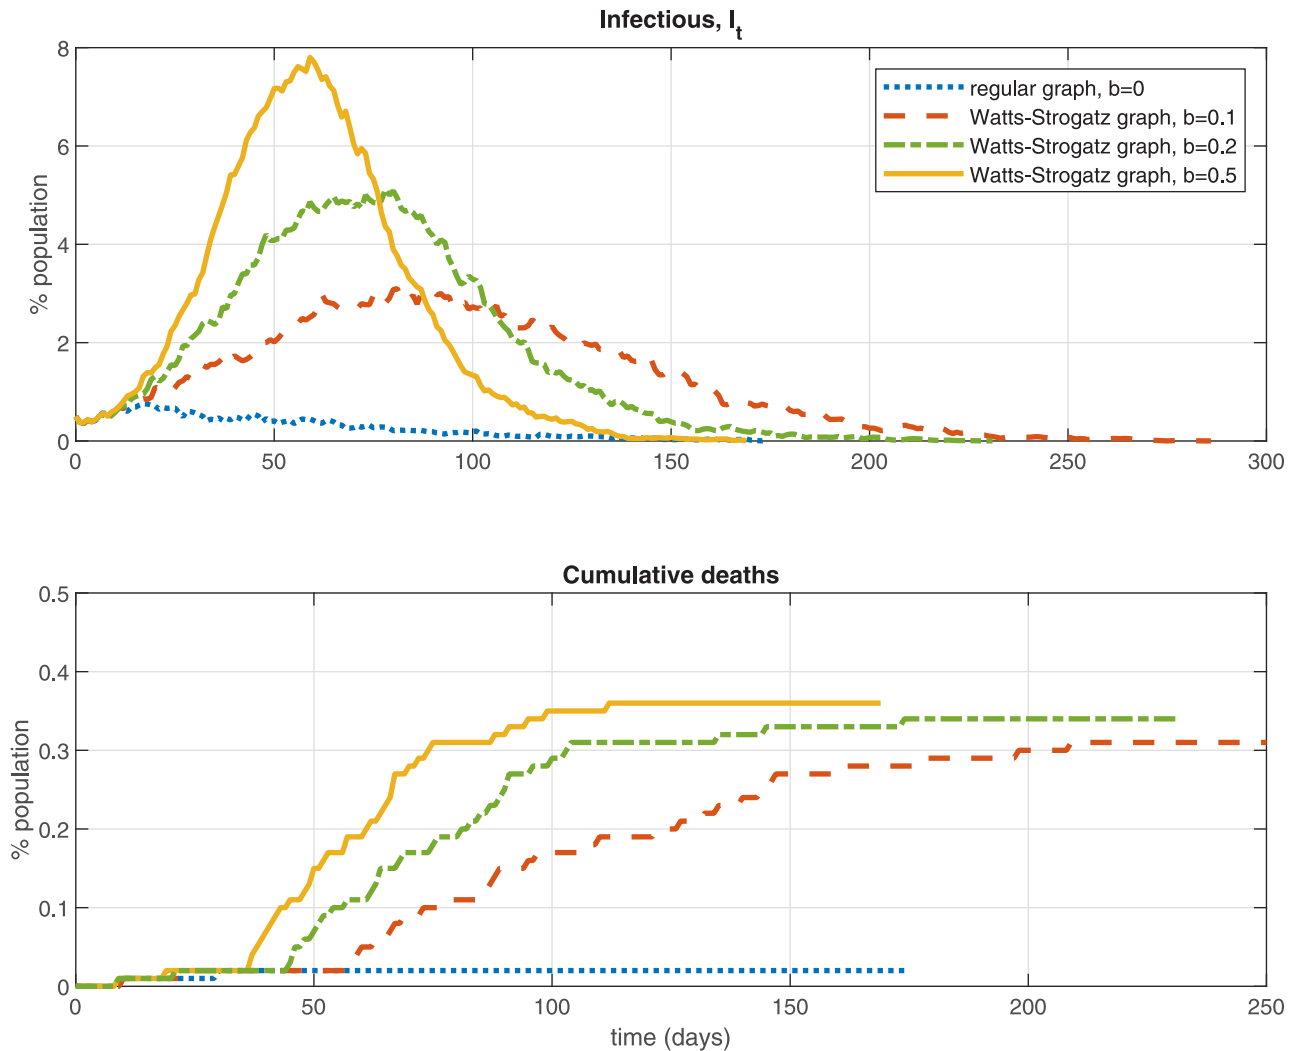 Infectious, I_t
% population
8
6
4
2
0
0 50 100 150 200 250 300
regular graph, b=0
Watts-Strogatz graph, b=0.1
Watts-Strogatz graph, b=0.2
Watts-Strogatz graph, b=0.5
Cumulative deaths
% population
0.5
0.4
0.3
0.2
0.1
0
0 50 100 150 200 250
time (days)